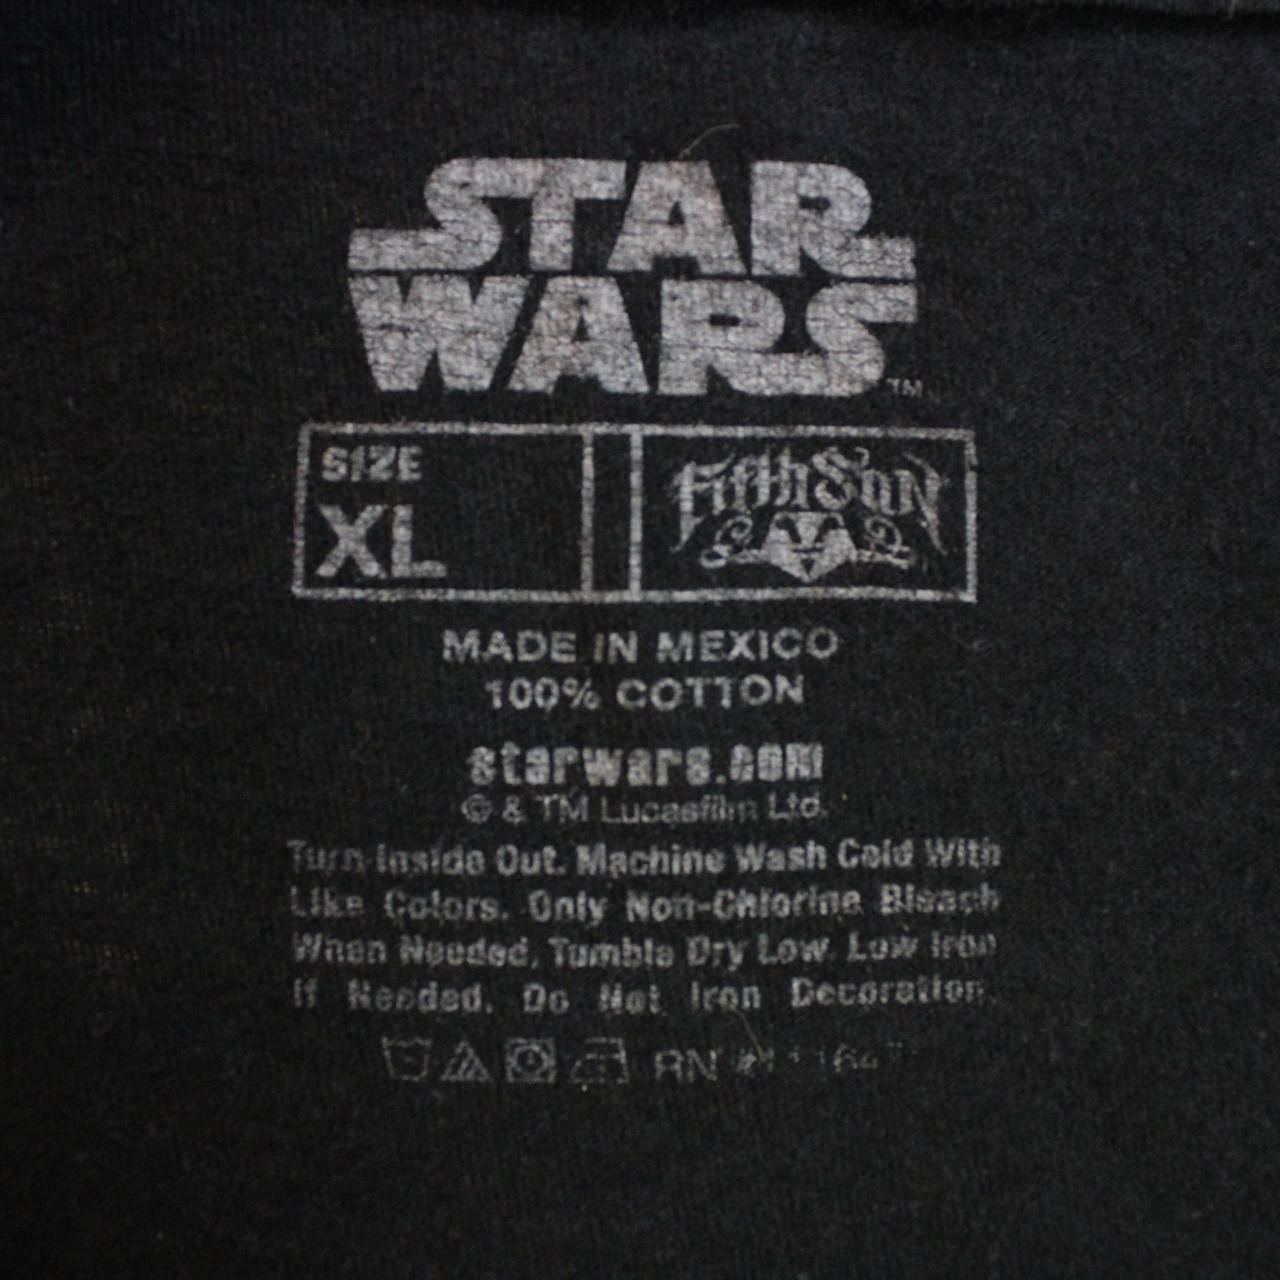 STAR
WARS™
SIZE
XL
Fifth Sun
MADE IN MEXICO
100% COTTON
starwars.com
© & TM Lucasfilm Ltd.
Turn Inside Out. Machine Wash Cold With
Like Colors. Only Non-Chlorine Bleach
When Needed, Tumble Dry Low. Low Iron
If Needed. Do Not Iron Decoration.
RN